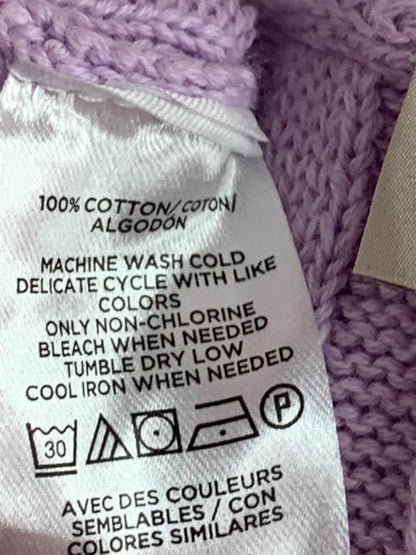 100% COTTON/COTON/
ALGODÓN
MACHINE WASH COLD
DELICATE CYCLE WITH LIKE
COLORS
ONLY NON-CHLORINE
BLEACH WHEN NEEDED
TUMBLE DRY LOW
COOL IRON WHEN NEEDED
30 P
AVEC DES COULEURS
SEMBLABLES / CON
COLORES SIMILARES